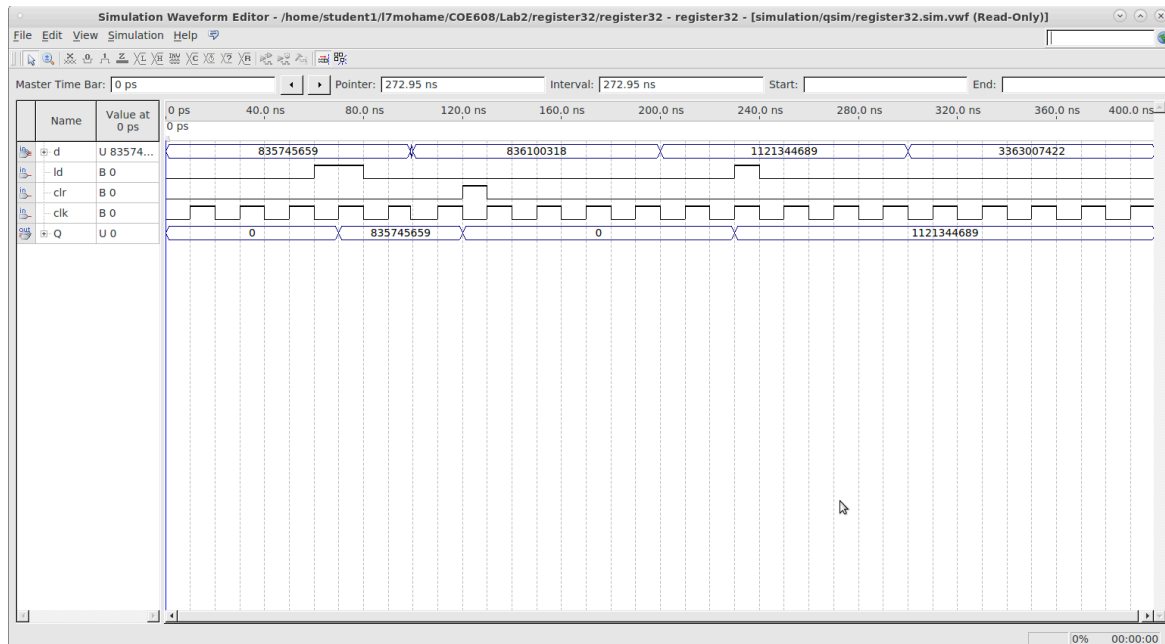 Simulation Waveform Editor - /home/student1/l7mohame/COE608/Lab2/register32/register32 - register32 - [simulation/qsim/register32.sim.vwf (Read-Only)]
File Edit View Simulation Help
Master Time Bar: 0 ps Pointer: 272.95 ns Interval: 272.95 ns Start: End:
Name Value at 0 ps
0 ps 40.0 ns 80.0 ns 120.0 ns 160.0 ns 200.0 ns 240.0 ns 280.0 ns 320.0 ns 360.0 ns 400.0 ns
0 ps
in d U 83574... 835745659 836100318 1121344689 3363007422
in ld B 0
in clr B 0
in clk B 0
out Q U 0 0 835745659 0 1121344689
0% 00:00:00